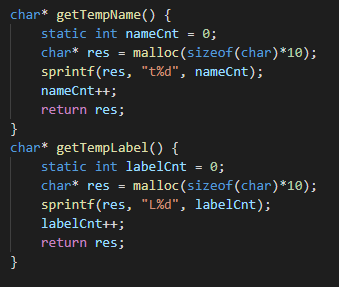 char* getTempName() {
    static int nameCnt = 0;
    char* res = malloc(sizeof(char)*10);
    sprintf(res, "t%d", nameCnt);
    nameCnt++;
    return res;
}
char* getTempLabel() {
    static int labelCnt = 0;
    char* res = malloc(sizeof(char)*10);
    sprintf(res, "L%d", labelCnt);
    labelCnt++;
    return res;
}